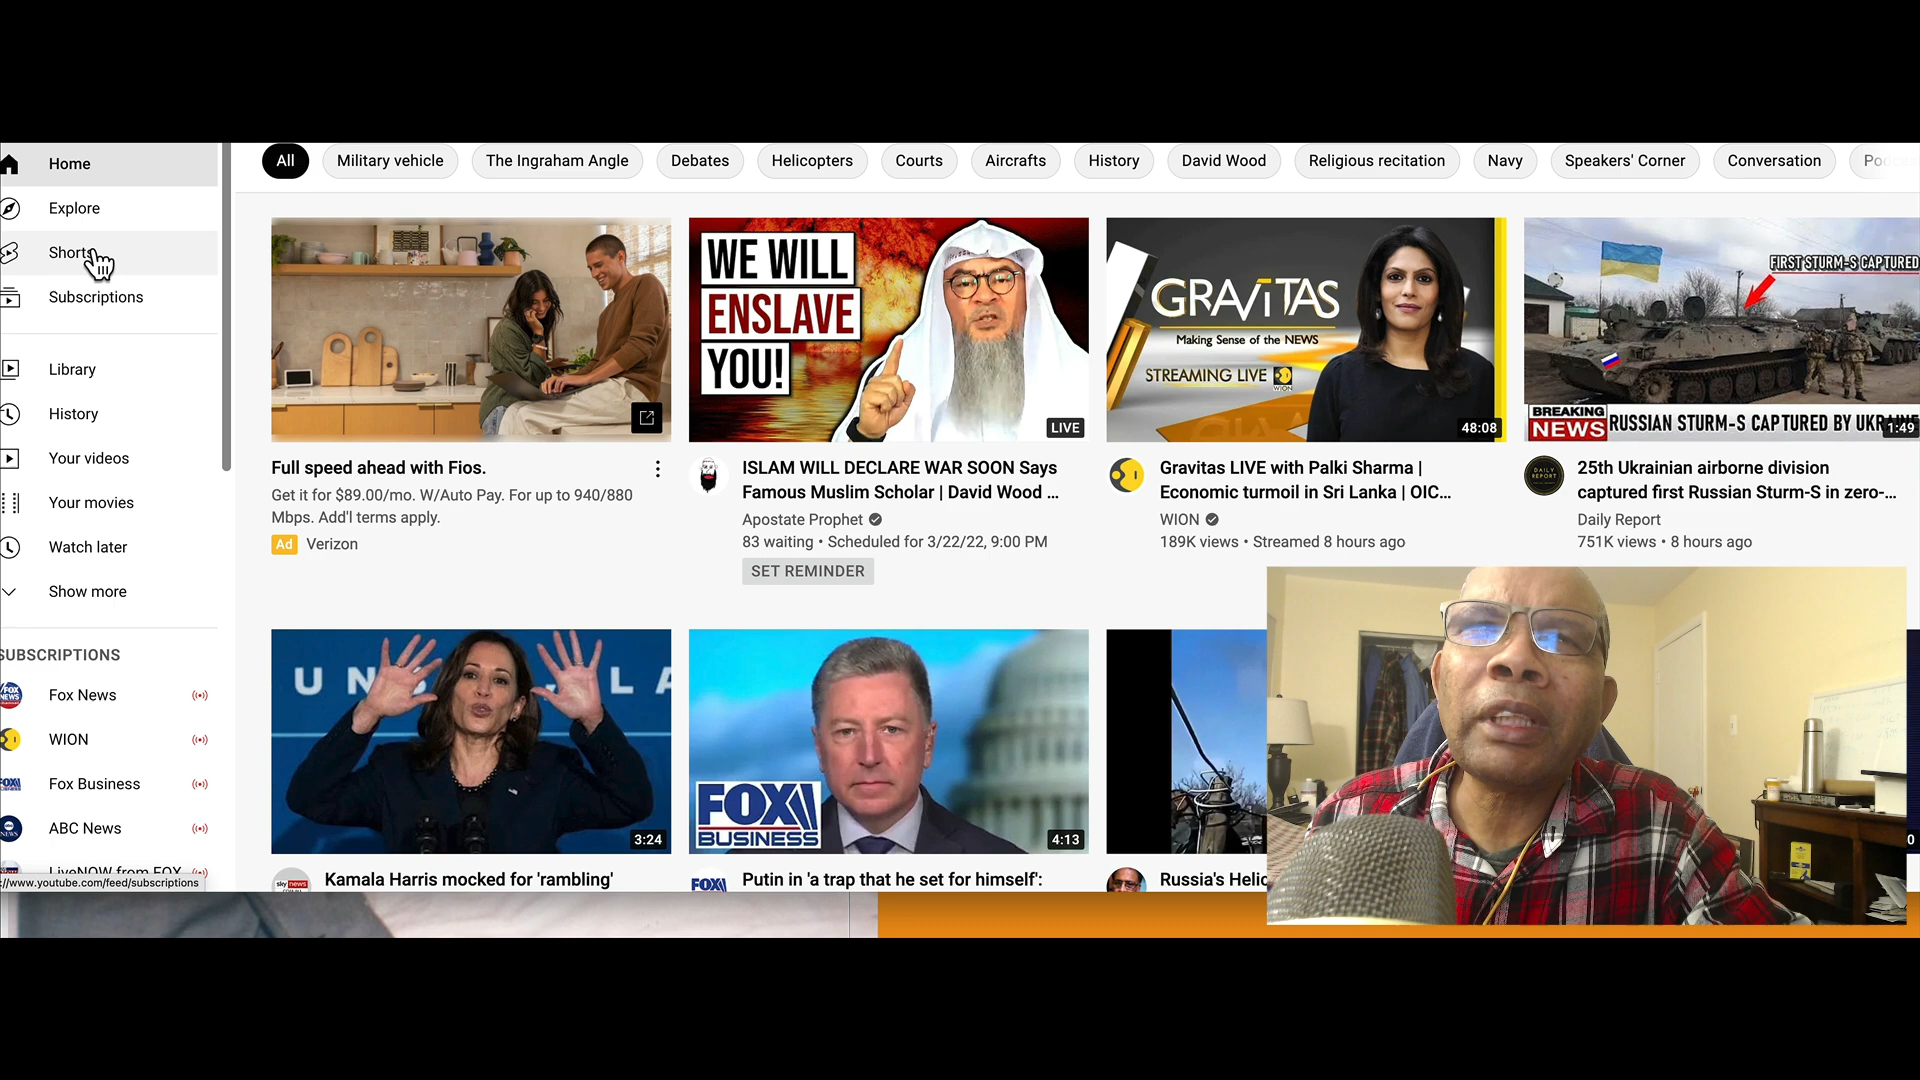 All
Military vehicle
The Ingraham Angle
Debates
Helicopters
Courts
Aircrafts
History
David Wood
Religious recitation
Navy
Speakers' Corner
Conversation
Home
Explore
Shorts
Subscriptions
Library
History
Your videos
Your movies
Watch later
Show more
SUBSCRIPTIONS
Fox News
WION
Fox Business
ABC News
LiveNOW from FOX
://www.youtube.com/feed/subscriptions
Full speed ahead with Fios.
Get it for $89.00/mo. W/Auto Pay. For up to 940/880
Mbps. Add'l terms apply.
Ad Verizon
WE WILL
ENSLAVE
YOU!
LIVE
ISLAM WILL DECLARE WAR SOON Says
Famous Muslim Scholar | David Wood ...
Apostate Prophet
83 waiting • Scheduled for 3/22/22, 9:00 PM
SET REMINDER
GRAVITAS
Making Sense of the NEWS
STREAMING LIVE
WION
48:08
Gravitas LIVE with Palki Sharma |
Economic turmoil in Sri Lanka | OIC...
WION
189K views • Streamed 8 hours ago
FIRST STURM-S CAPTURED
BREAKING
NEWS
RUSSIAN STURM-S CAPTURED BY UKRAINE
1:49
25th Ukrainian airborne division
captured first Russian Sturm-S in zero-...
Daily Report
751K views • 8 hours ago
3:24
sky news
Kamala Harris mocked for 'rambling'
FOX
BUSINESS
4:13
FOX
Putin in 'a trap that he set for himself':
Russia's Helic